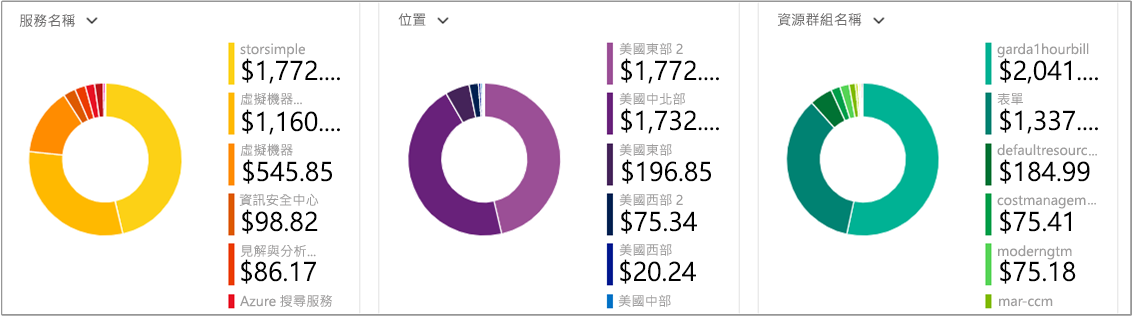 服務名稱
storsimple
$1,772....
虛擬機器...
$1,160....
虛擬機器
$545.85
資訊安全中心
$98.82
見解與分析...
$86.17
Azure 搜尋服務
位置
美國東部 2
$1,772....
美國中北部
$1,732....
美國東部
$196.85
美國西部 2
$75.34
美國西部
$20.24
美國中部
資源群組名稱
garda1hourbill
$2,041....
表單
$1,337....
defaultresourc...
$184.99
costmanagem...
$75.41
moderngtm
$75.18
mar-ccm